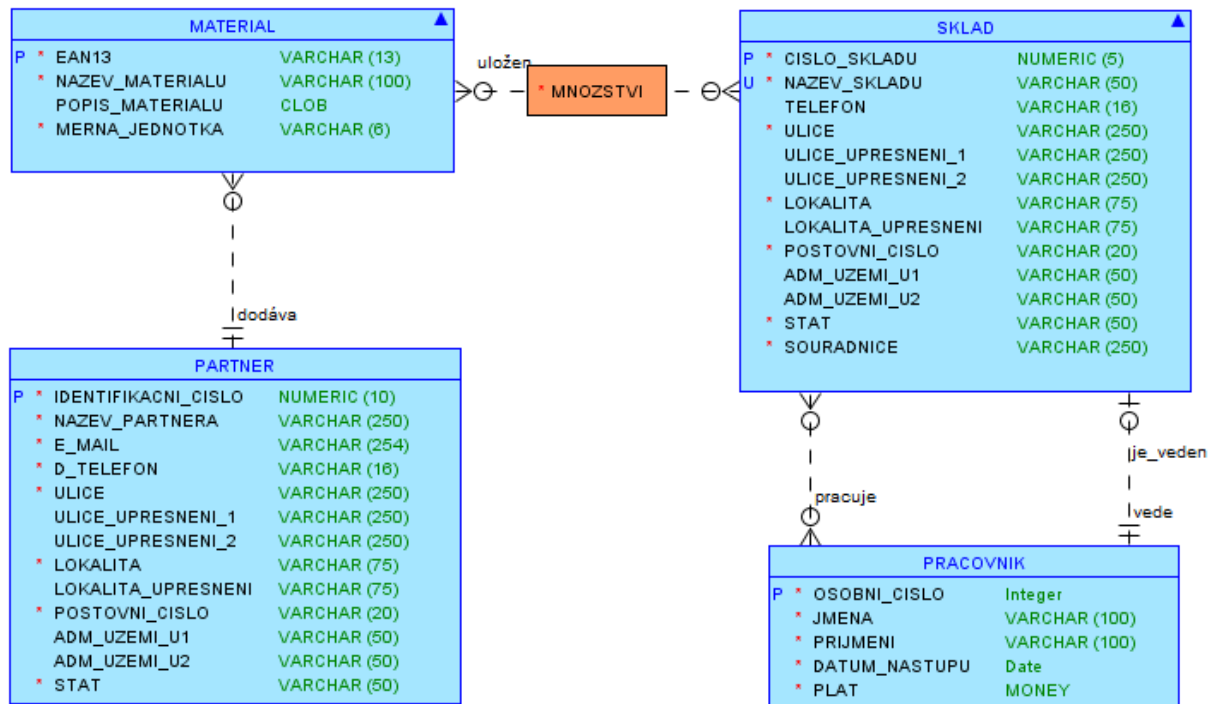 MATERIAL
P * EAN13 VARCHAR (13)
* NAZEV_MATERIALU VARCHAR (100)
POPIS_MATERIALU CLOB
* MERNA_JEDNOTKA VARCHAR (6)
uložen
* MNOZSTVI
SKLAD
P * CISLO_SKLADU NUMERIC (5)
U * NAZEV_SKLADU VARCHAR (50)
TELEFON VARCHAR (16)
* ULICE VARCHAR (250)
ULICE_UPRESNENI_1 VARCHAR (250)
ULICE_UPRESNENI_2 VARCHAR (250)
* LOKALITA VARCHAR (75)
LOKALITA_UPRESNENI VARCHAR (75)
* POSTOVNI_CISLO VARCHAR (20)
ADM_UZEMI_U1 VARCHAR (50)
ADM_UZEMI_U2 VARCHAR (50)
* STAT VARCHAR (50)
* SOURADNICE VARCHAR (250)
dodáva
PARTNER
P * IDENTIFIKACNI_CISLO NUMERIC (10)
* NAZEV_PARTNERA VARCHAR (250)
* E_MAIL VARCHAR (254)
* D_TELEFON VARCHAR (16)
* ULICE VARCHAR (250)
ULICE_UPRESNENI_1 VARCHAR (250)
ULICE_UPRESNENI_2 VARCHAR (250)
* LOKALITA VARCHAR (75)
LOKALITA_UPRESNENI VARCHAR (75)
* POSTOVNI_CISLO VARCHAR (20)
ADM_UZEMI_U1 VARCHAR (50)
ADM_UZEMI_U2 VARCHAR (50)
* STAT VARCHAR (50)
je_veden
pracuje
vede
PRACOVNIK
P * OSOBNI_CISLO Integer
* JMENA VARCHAR (100)
* PRIJMENI VARCHAR (100)
* DATUM_NASTUPU Date
* PLAT MONEY